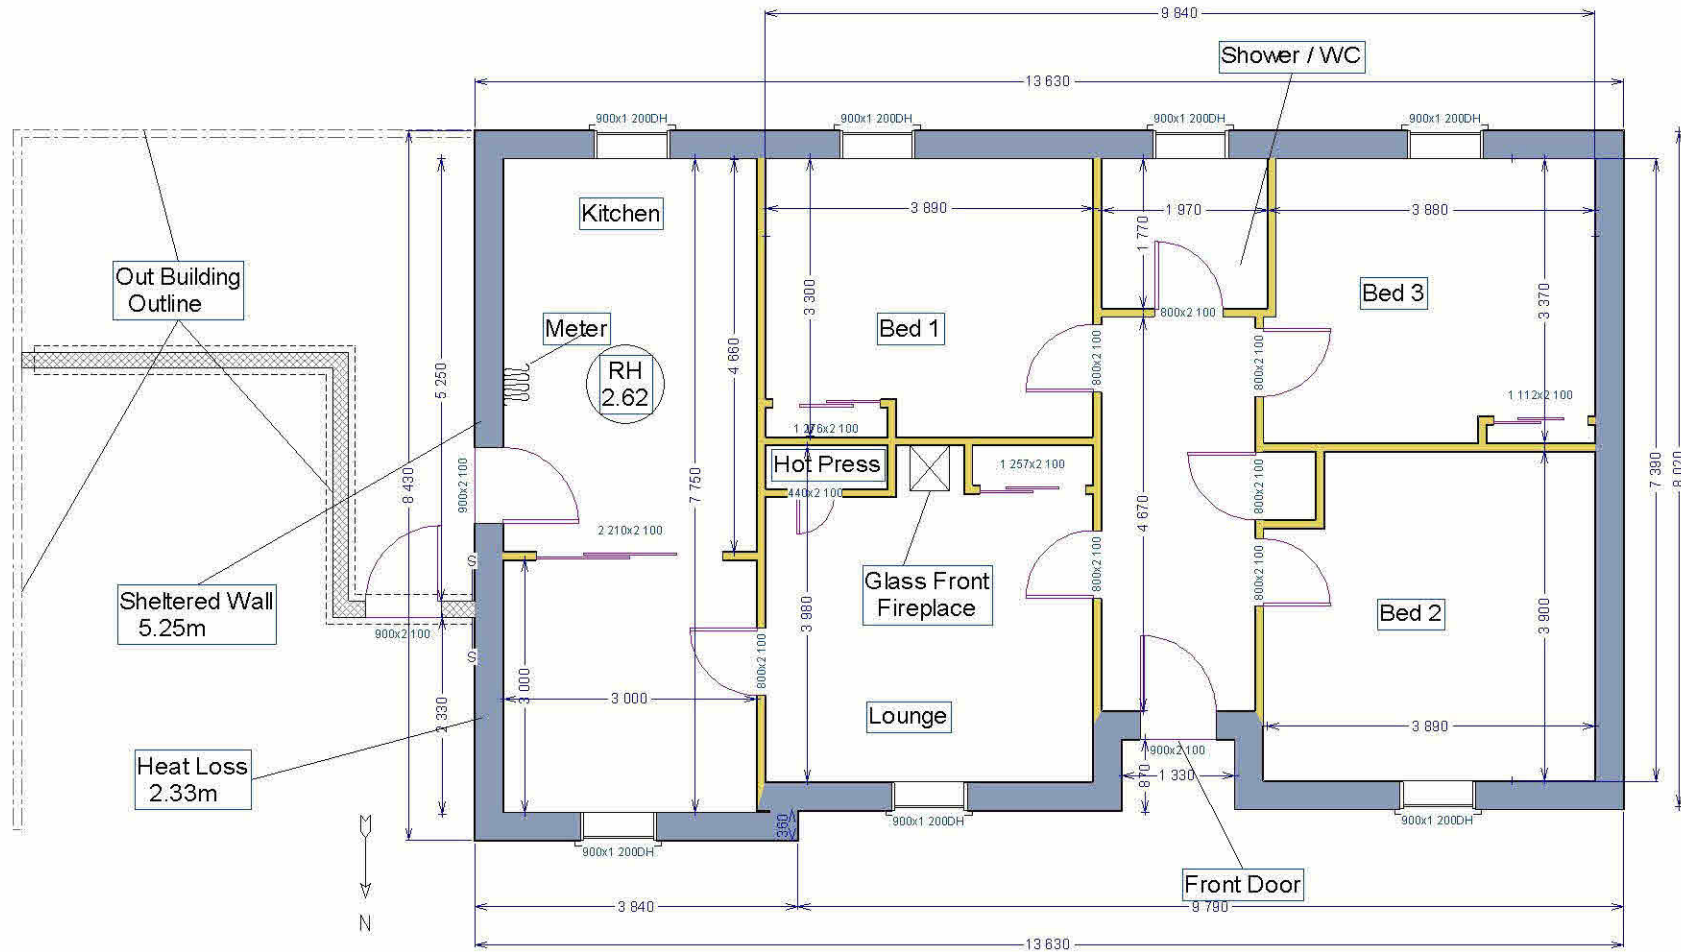 9 840
Shower / WC
13 630
900x1 200DH
900x1 200DH
900x1 200DH
900x1 200DH
Kitchen
3 890
1 970
3 880
1 770
Out Building
Outline
Bed 3
3 300
3 370
Meter
Bed 1
800x2 100
4 660
5 250
RH
2.62
800x2 100
800x2 100
1 112x2 100
1 276x2 100
Hot Press
1 257x2 100
440x2 100
8 430
900x2 100
7 750
4 670
800x2 100
7 390
8 020
2 210x2 100
S
Glass Front
Fireplace
800x2 100
800x2 100
Sheltered Wall
5.25m
3 980
Bed 2
3 900
900x2 100
S
800x2 100
3 000
3 000
2 330
Lounge
3 890
Heat Loss
2.33m
900x2 100
870
1 330
360
900x1 200DH
900x1 200DH
900x1 200DH
Front Door
N
3 840
9 790
13 630